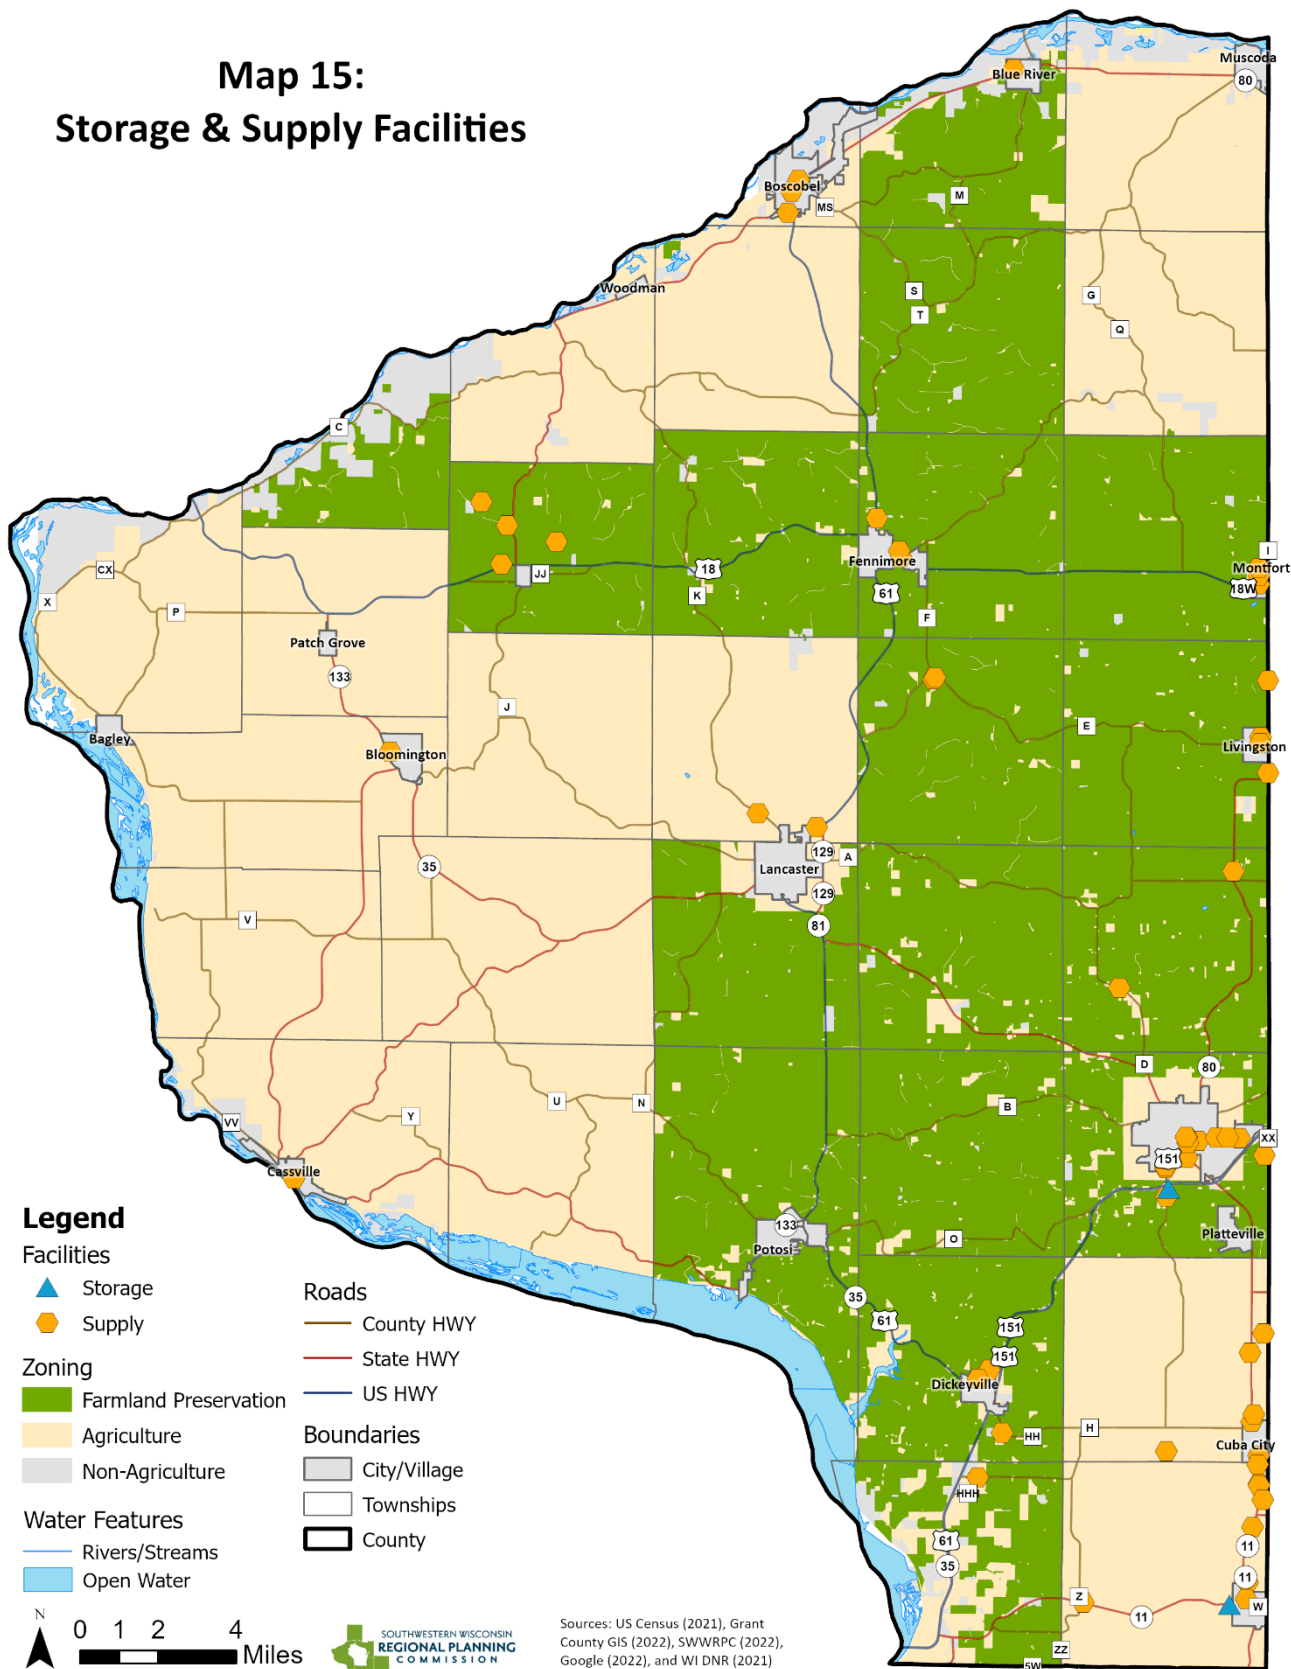 Map 15:
Storage & Supply Facilities
Muscoda
80
Blue River
Boscobel
MS
M
Woodman
S
T
G
Q
C
CX
X
P
JJ
18
K
Fennimore
61
F
I
Montfort
18W
Patch Grove
133
J
E
Bagley
Bloomington
Livingston
35
129
A
Lancaster
129
81
V
D
80
U
N
B
Y
VV
XX
151
Cassville
133
Potosi
O
Platteville
35
61
151
151
Dickeyville
HH
H
Cuba City
HHH
61
35
11
11
Z
11
W
ZZ
5W
Legend
Facilities
Storage
Supply
Zoning
Farmland Preservation
Agriculture
Non-Agriculture
Water Features
Rivers/Streams
Open Water
Roads
County HWY
State HWY
US HWY
Boundaries
City/Village
Townships
County
N
0 1 2 4
Miles
SOUTHWESTERN WISCONSIN
REGIONAL PLANNING
COMMISSION
Sources: US Census (2021), Grant
County GIS (2022), SWWRPC (2022),
Google (2022), and WI DNR (2021)